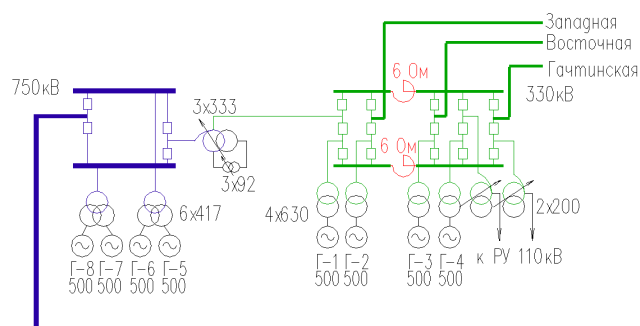 Западная
Восточная
Гачтинская
750кВ
6 Ом
330кВ
3х333
6 Ом
3х92
6х417
4х630
2х200
Г-8 Г-7 Г-6 Г-5
500 500 500 500
Г-1 Г-2
500 500
Г-3 Г-4
500 500
к РУ 110кВ